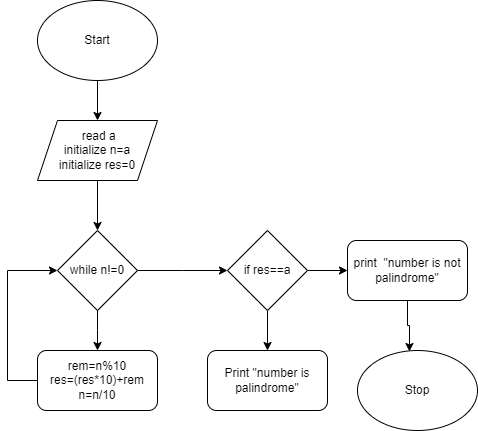 Start
read a
initialize n=a
initialize res=0
while n!=0
if res==a
print  "number is not
palindrome"
rem=n%10
res=(res*10)+rem
n=n/10
Print "number is
palindrome"
Stop